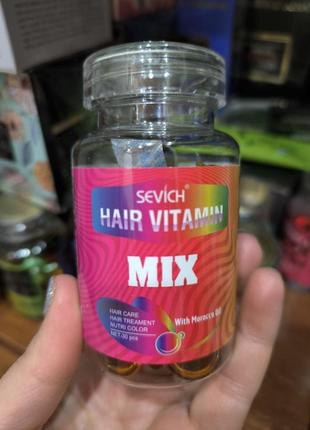 SEVICH®
HAIR VITAMIN
MIX
HAIR CARE
HAIR TREAMENT
NUTRI COLOR
NET:30 pcs
With Morocco Oil